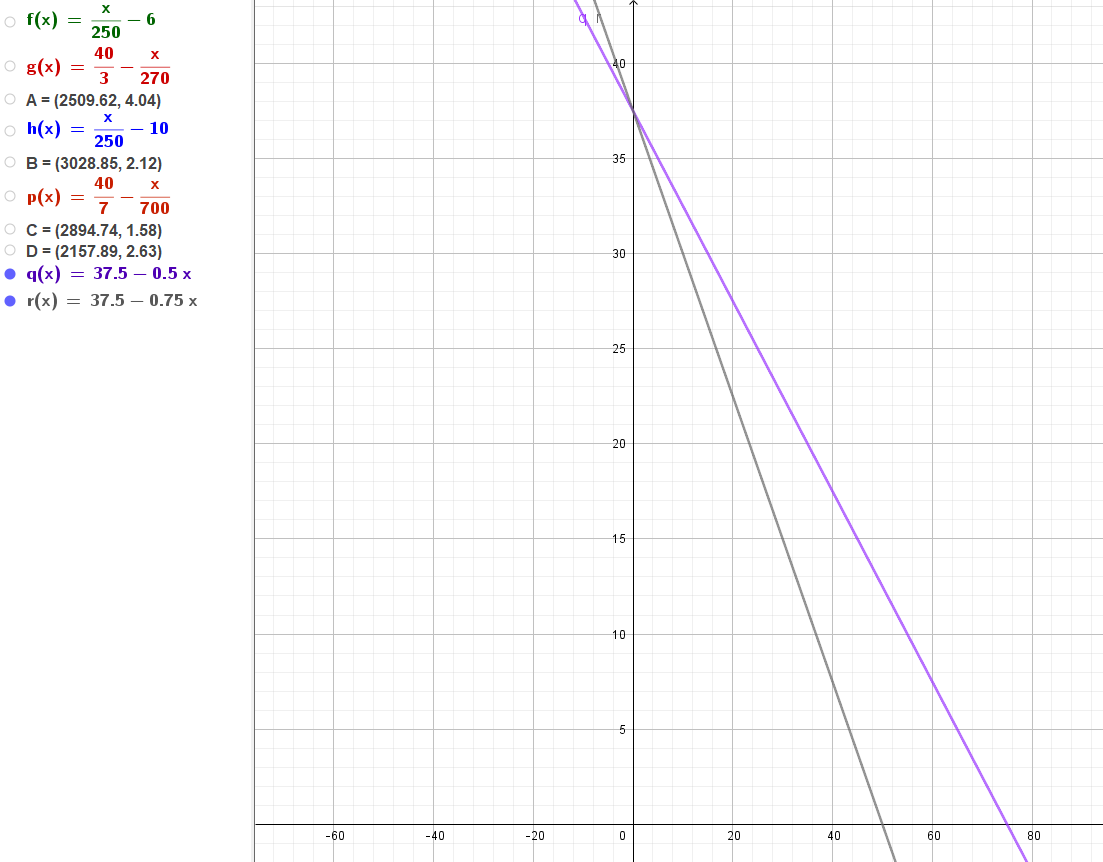 f(x) = x/250 − 6
g(x) = 40/3 − x/270
A = (2509.62, 4.04)
h(x) = x/250 − 10
B = (3028.85, 2.12)
p(x) = 40/7 − x/700
C = (2894.74, 1.58)
D = (2157.89, 2.63)
q(x) = 37.5 − 0.5 x
r(x) = 37.5 − 0.75 x
q r
40
35
30
25
20
15
10
5
-60 -40 -20 0 20 40 60 80